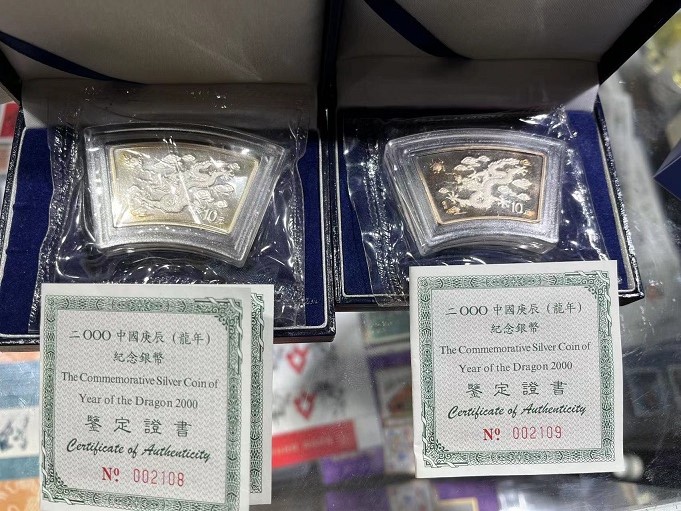 10
10
二OOO 中國庚辰（龍年）
紀念銀幣
The Commemorative Silver Coin of
Year of the Dragon 2000
鑒定證書
Certificate of Authenticity
Nº 002108
二OOO 中國庚辰（龍年）
紀念銀幣
The Commemorative Silver Coin of
Year of the Dragon 2000
鑒定證書
Certificate of Authenticity
Nº 002109